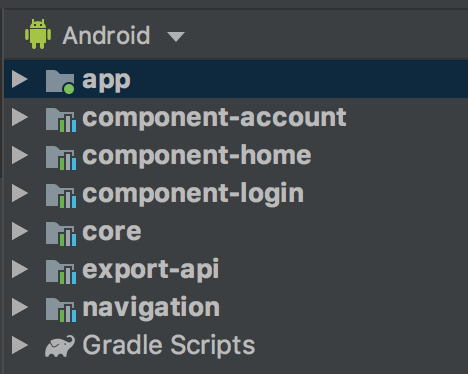 Android
app
component-account
component-home
component-login
core
export-api
navigation
Gradle Scripts